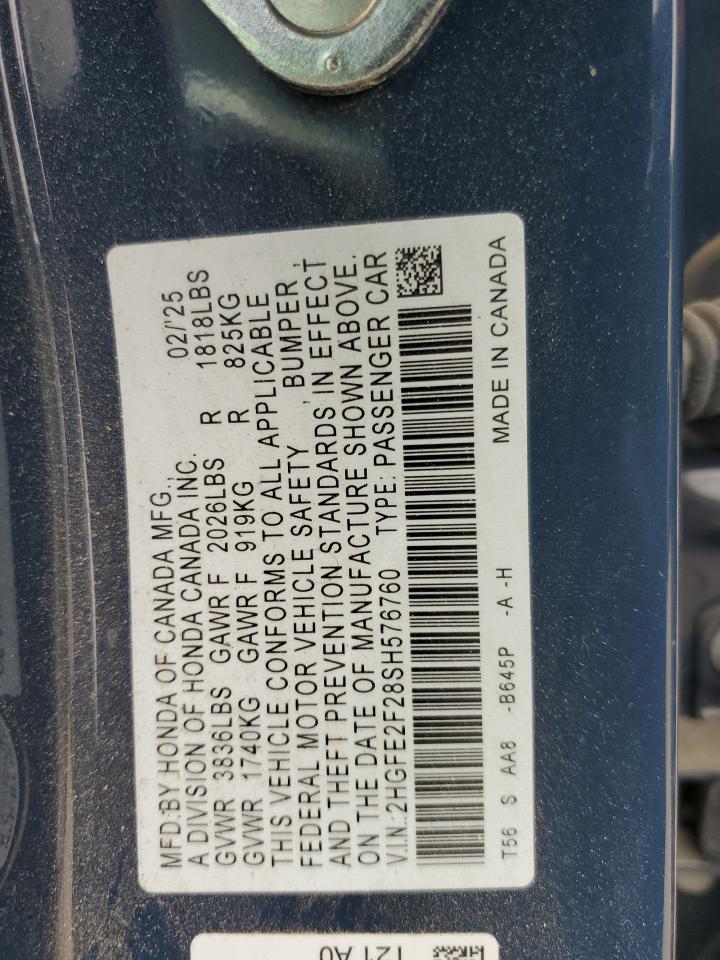 MFD.BY HONDA OF CANADA MFG., 02/'25
A DIVISION OF HONDA CANADA INC.
GVWR 3836LBS GAWR F 2026LBS R 1818LBS
GVWR 1740KG GAWR F 919KG R 825KG
THIS VEHICLE CONFORMS TO ALL APPLICABLE
FEDERAL MOTOR VEHICLE SAFETY, BUMPER,
AND THEFT PREVENTION STANDARDS IN EFFECT
ON THE DATE OF MANUFACTURE SHOWN ABOVE.
V.I.N.: 2HGFE2F28SH576760 TYPE: PASSENGER CAR
T56 S AA8 -B645P -A -H MADE IN CANADA